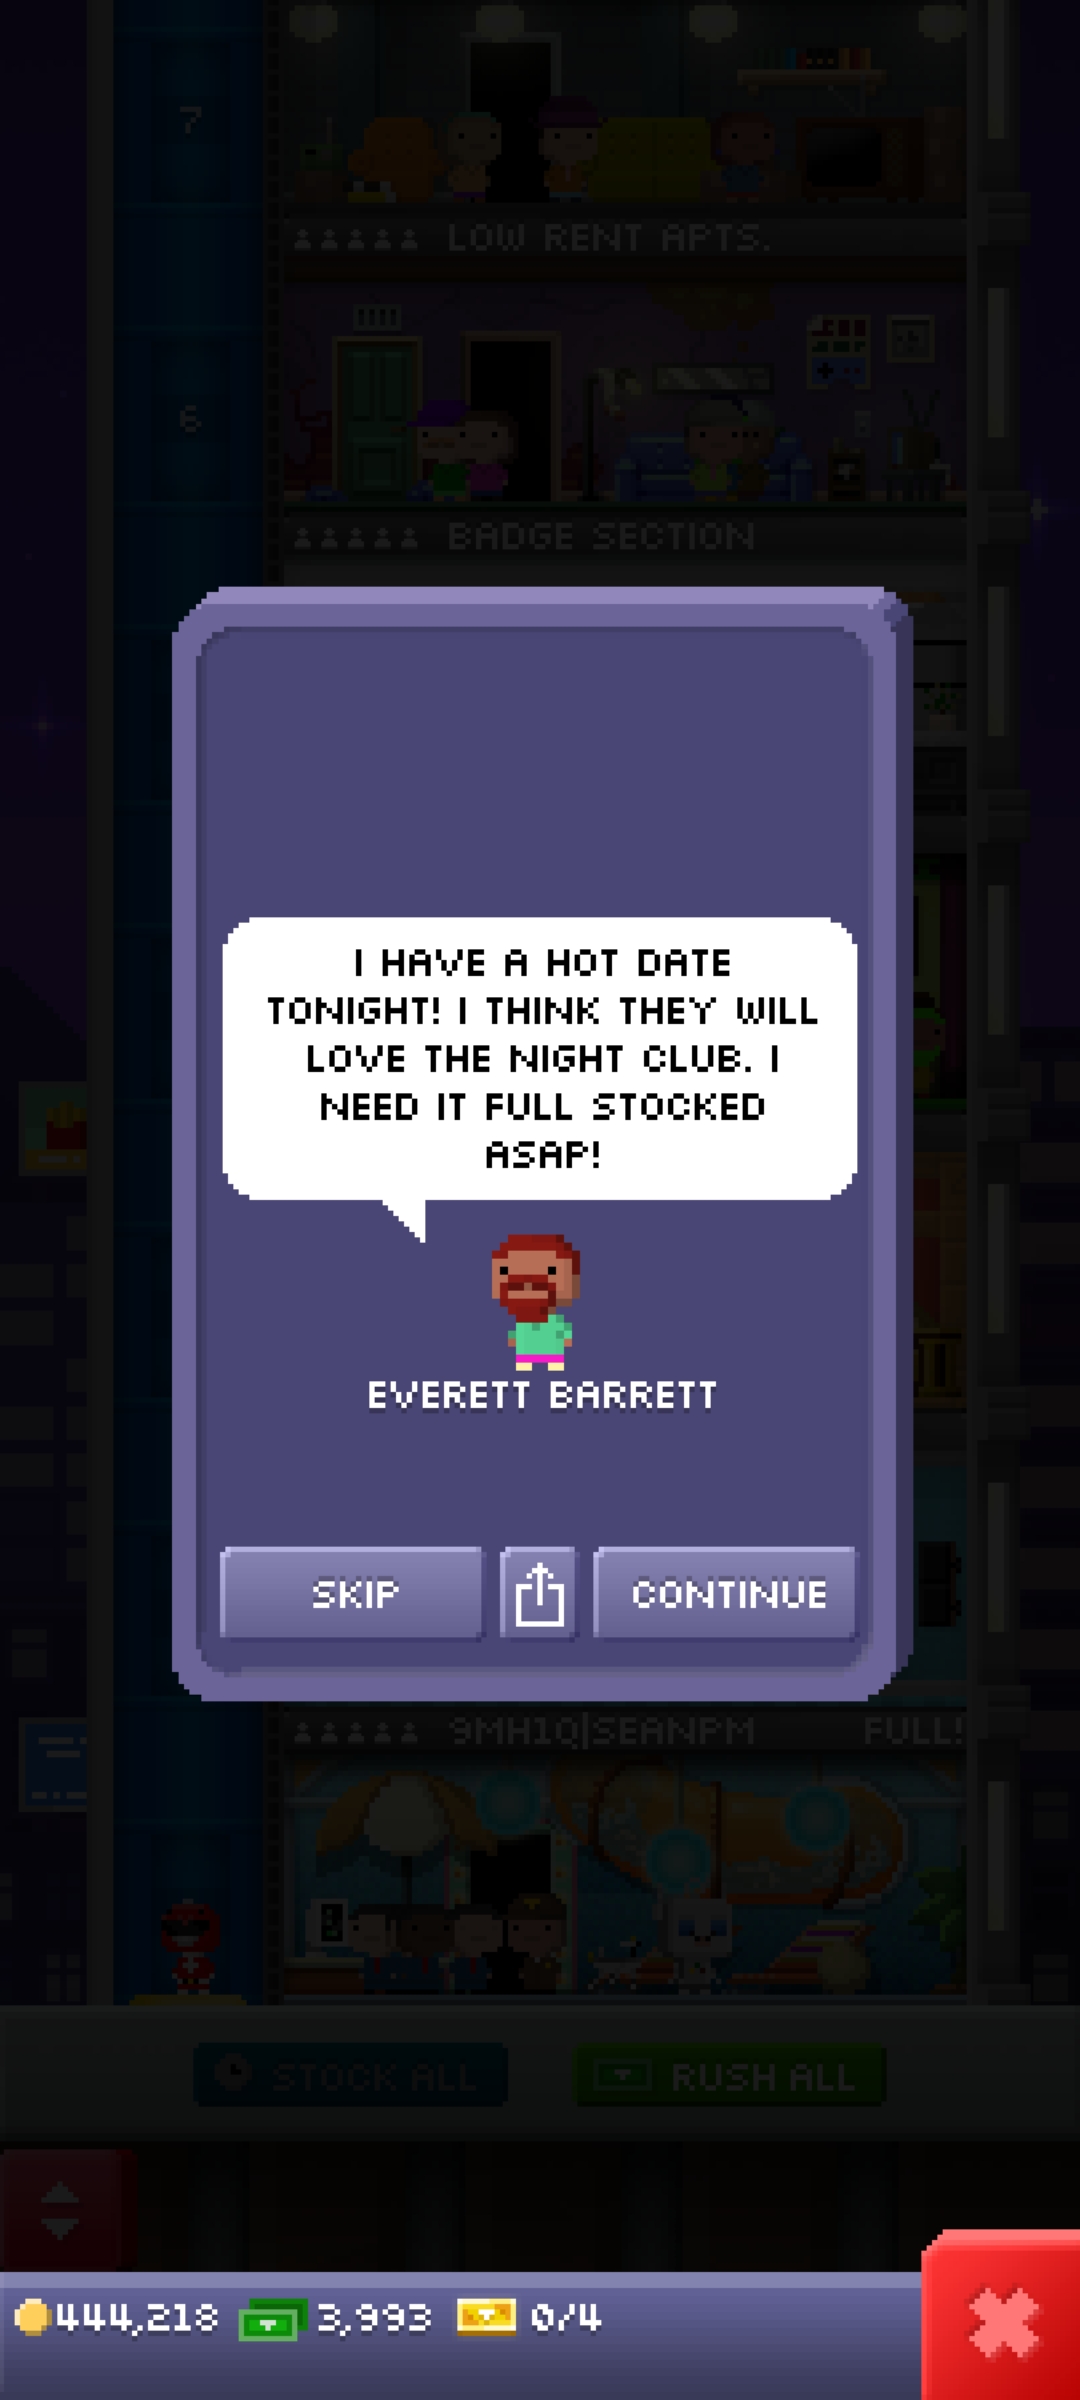 7
LOW RENT APTS.
6
BADGE SECTION
I HAVE A HOT DATE
TONIGHT! I THINK THEY WILL
LOVE THE NIGHT CLUB. I
NEED IT FULL STOCKED
ASAP!
EVERETT BARRETT
SKIP
CONTINUE
9MH1Q|SEANPM FULL!
STOCK ALL
RUSH ALL
444,218 3,993 0/4